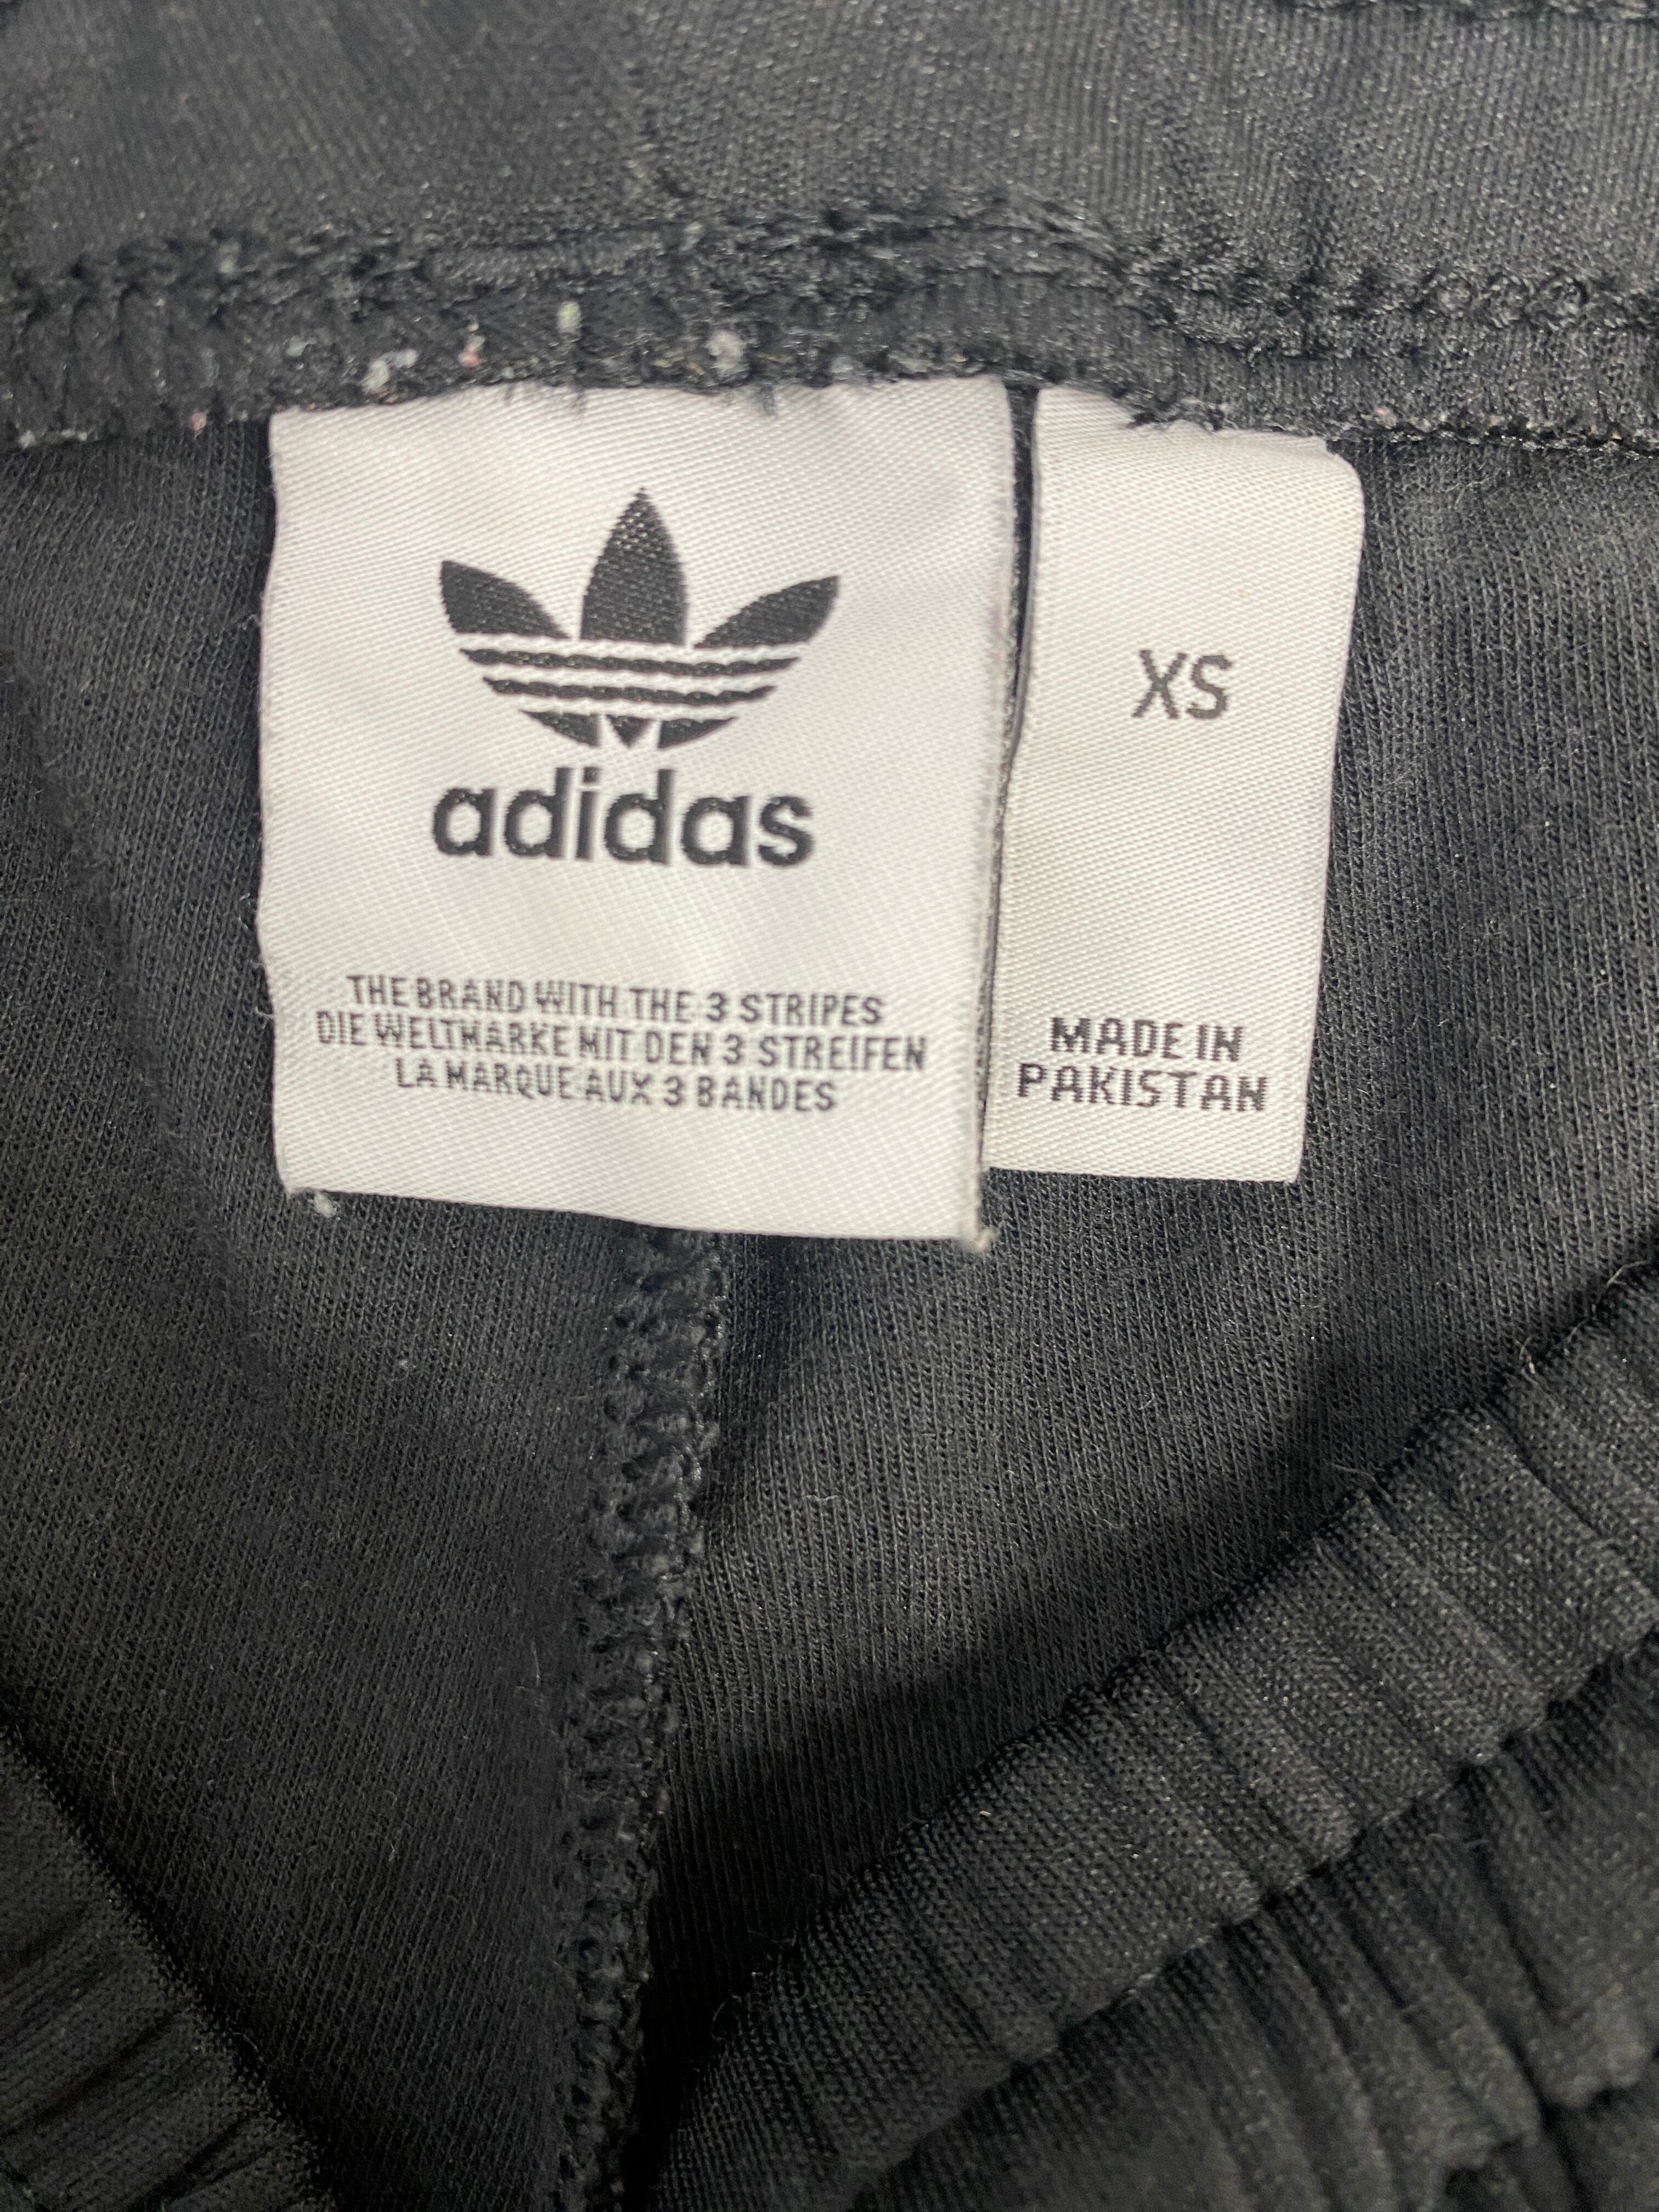 adidas
THE BRAND WITH THE 3 STRIPES
DIE WELTMARKE MIT DEN 3 STREIFEN
LA MARQUE AUX 3 BANDES
XS
MADE IN
PAKISTAN